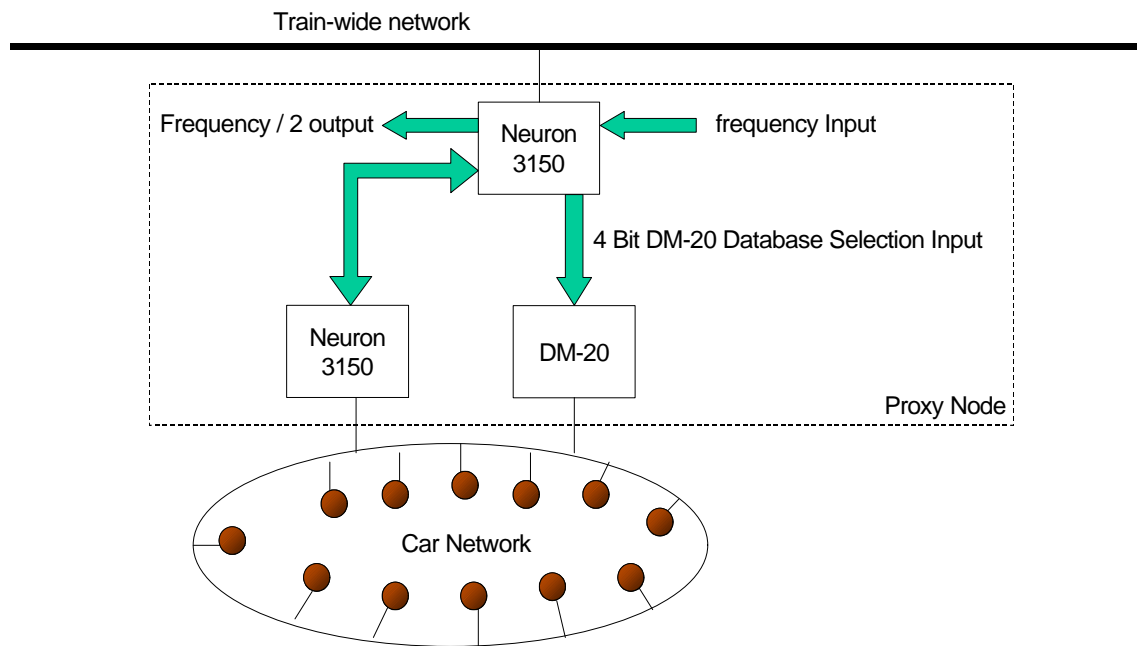 Train-wide network
Frequency / 2 output
Neuron
3150
frequency Input
4 Bit DM-20 Database Selection Input
Neuron
3150
DM-20
Proxy Node
Car Network